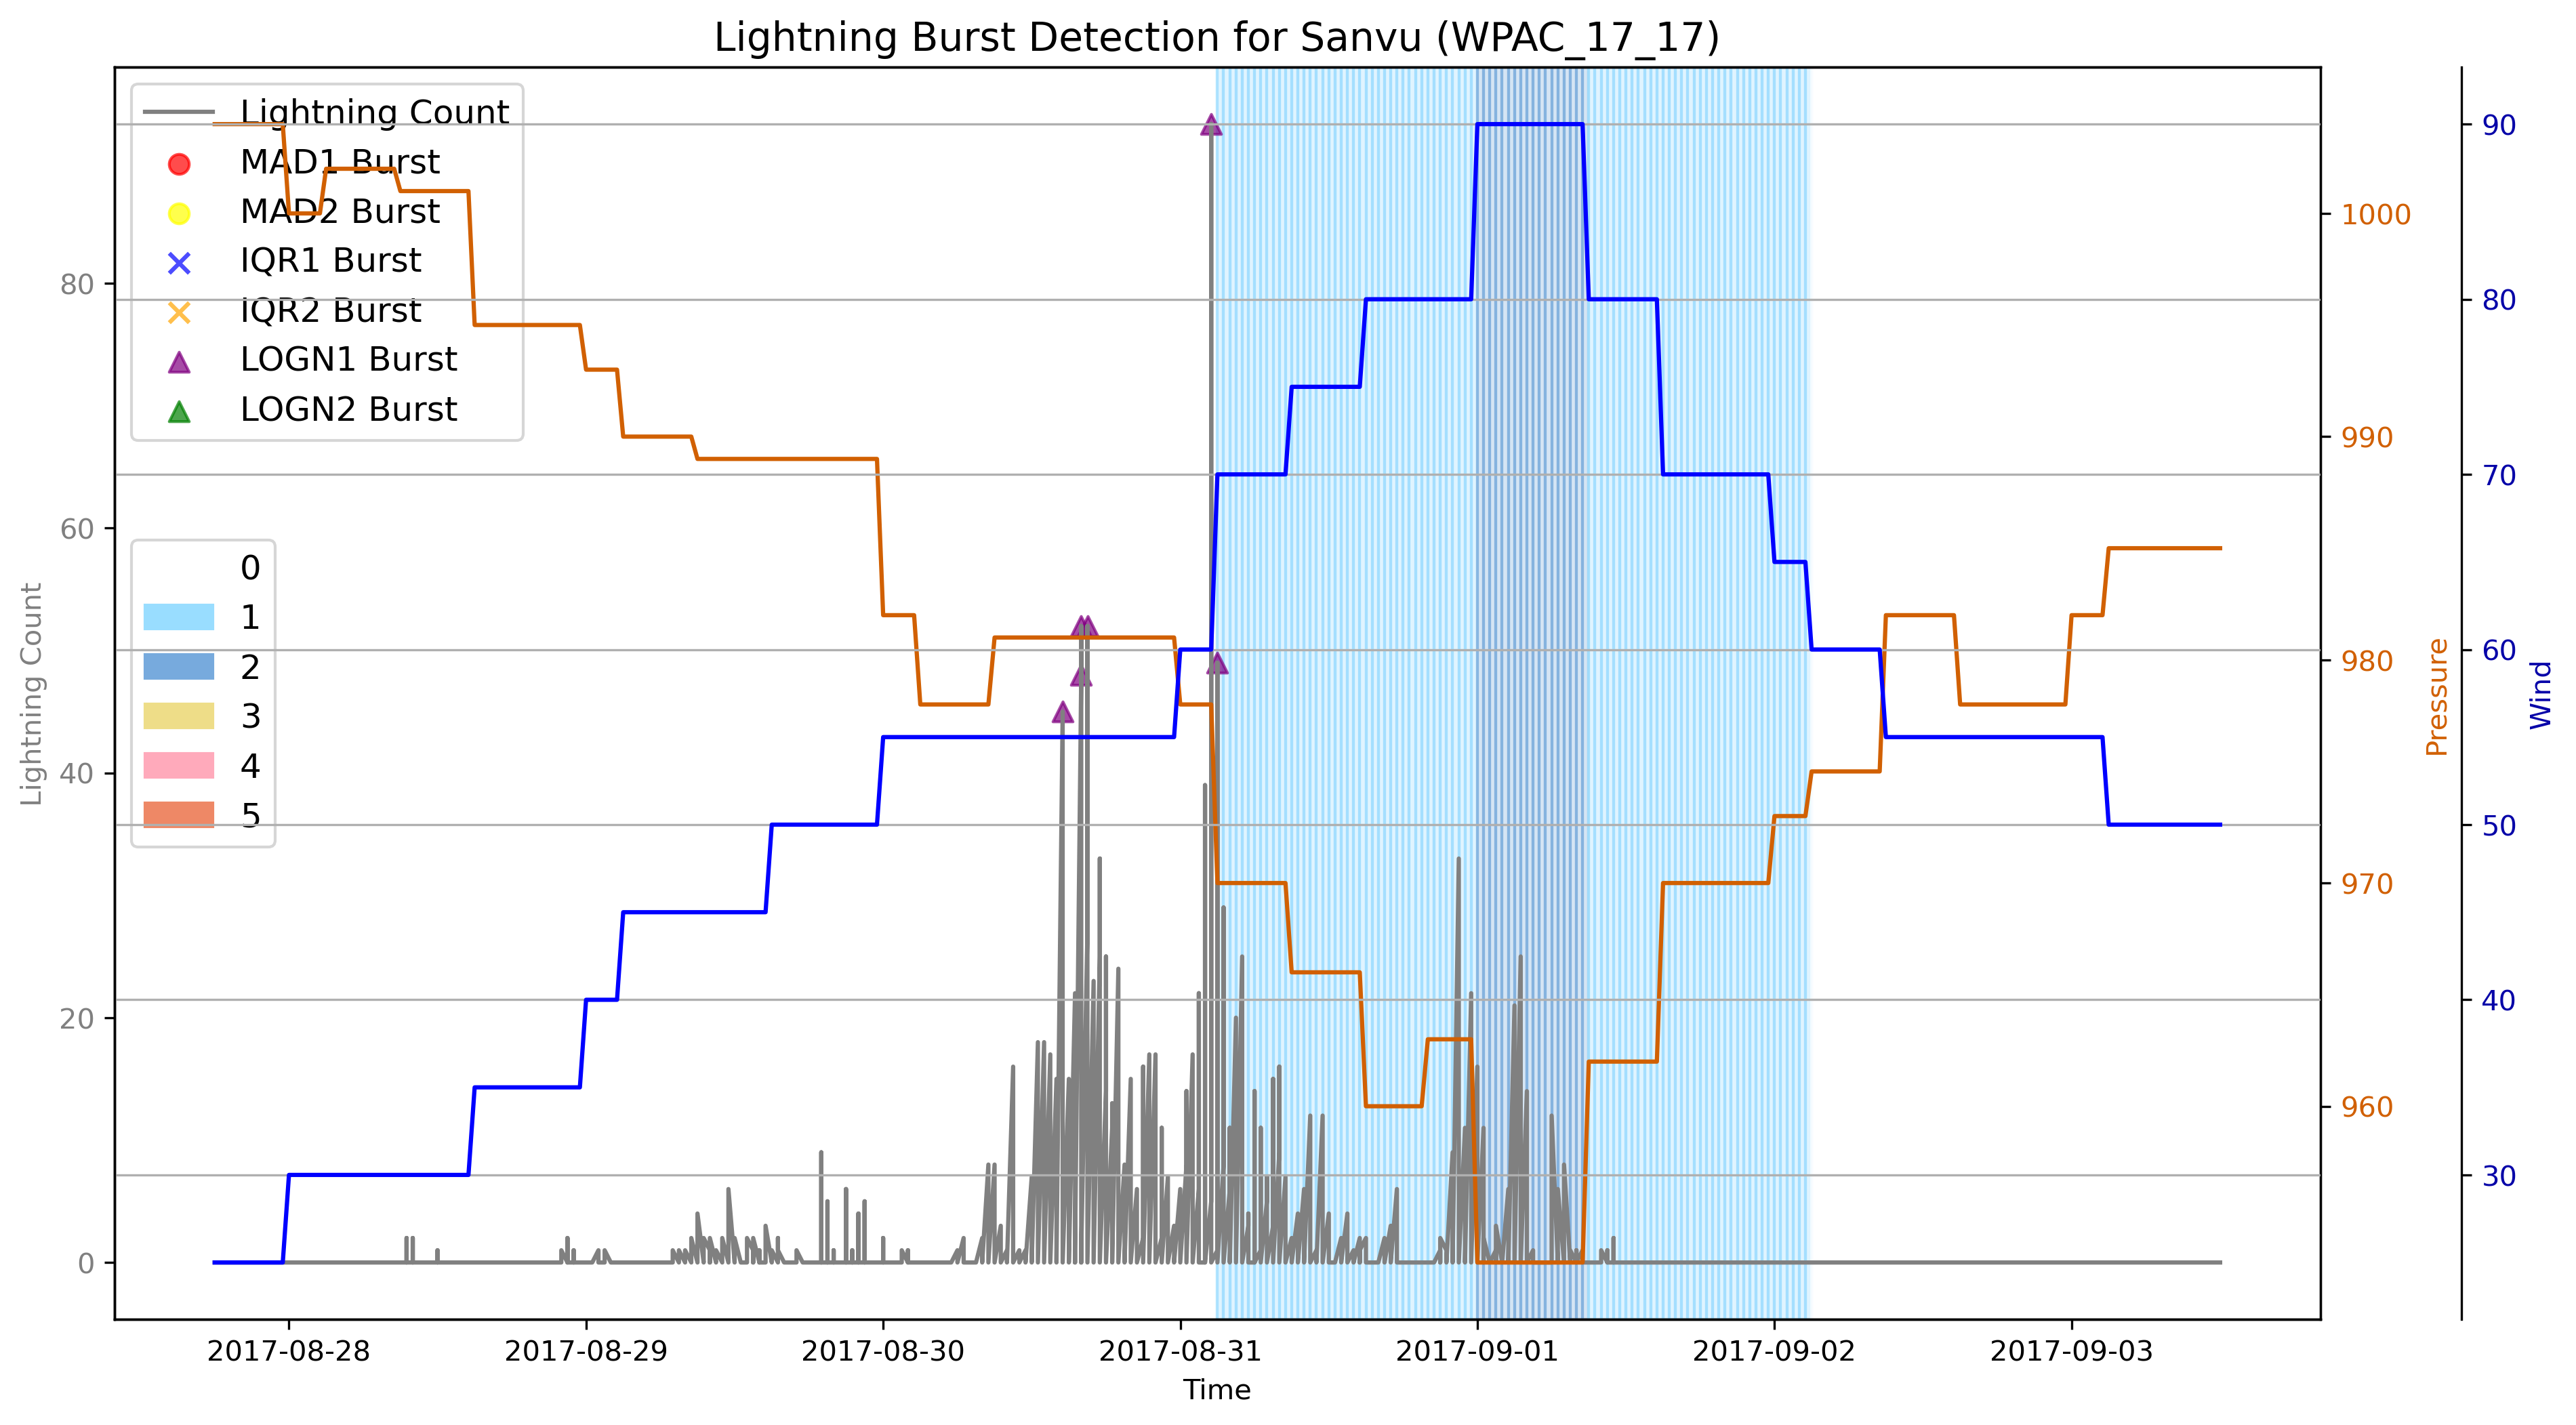 Lightning Burst Detection for Sanvu (WPAC_17_17)
Lightning Count
MAD1 Burst
MAD2 Burst
IQR1 Burst
IQR2 Burst
LOGN1 Burst
LOGN2 Burst
0
1
2
3
4
5
Lightning Count
80
60
40
20
0
2017-08-28
2017-08-29
2017-08-30
2017-08-31
2017-09-01
2017-09-02
2017-09-03
Time
1000
990
980
970
960
Pressure
90
80
70
60
50
40
30
Wind